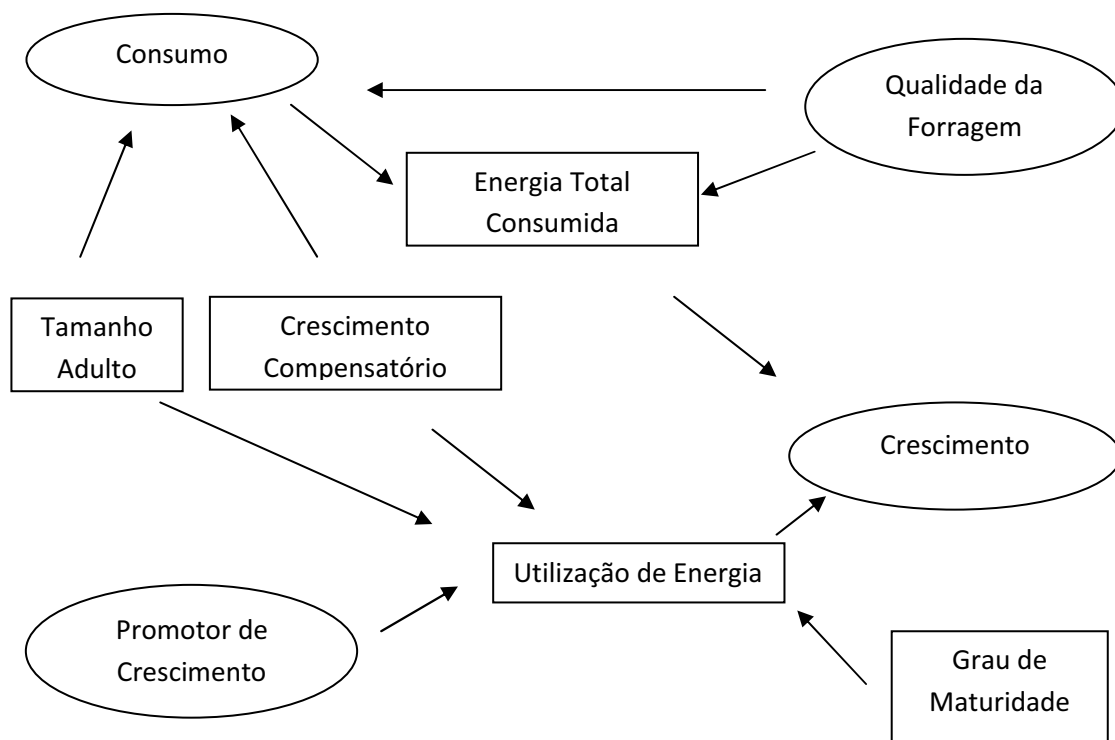 Consumo
Qualidade da
Forragem
Energia Total
Consumida
Tamanho
Adulto
Crescimento
Compensatório
Crescimento
Utilização de Energia
Promotor de
Crescimento
Grau de
Maturidade